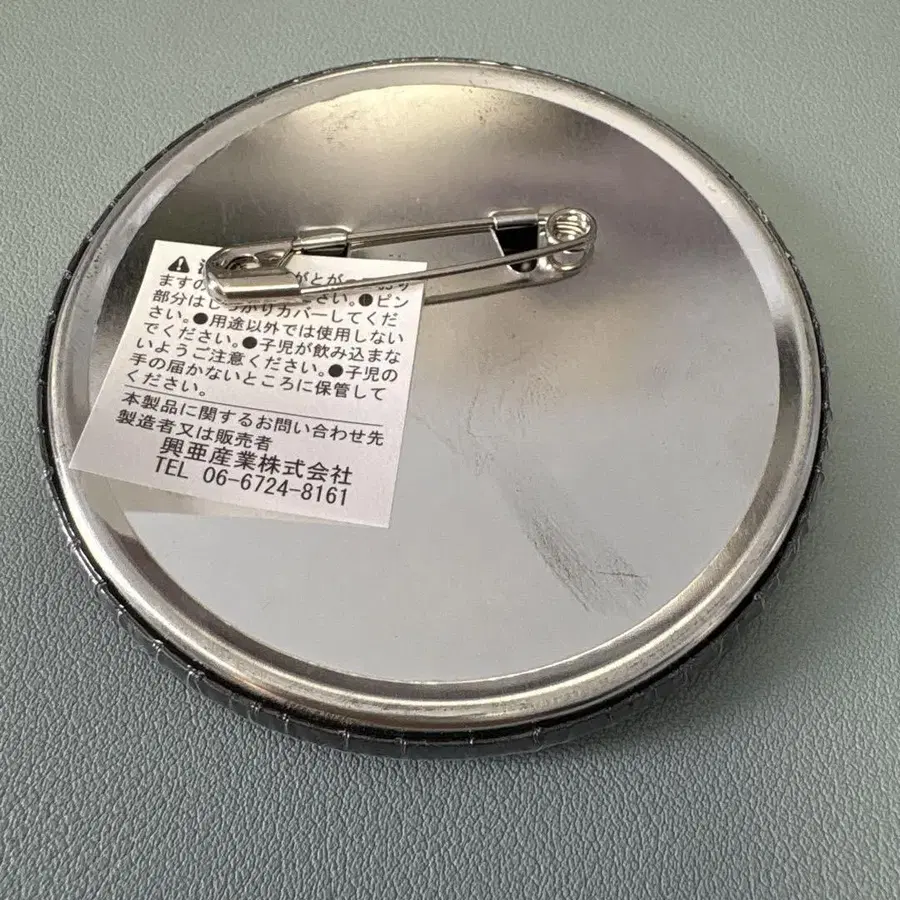 がとが
ますの さい。●ピン
部分はしっかりカバーしてくだ
さい。●用途以外では使用しない
でください。●子児が飲み込まな
いようご注意ください。●子児の
手の届かないところに保管して
ください。
本製品に関するお問い合わせ先
製造者又は販売者
興亜産業株式会社
TEL 06-6724-8161